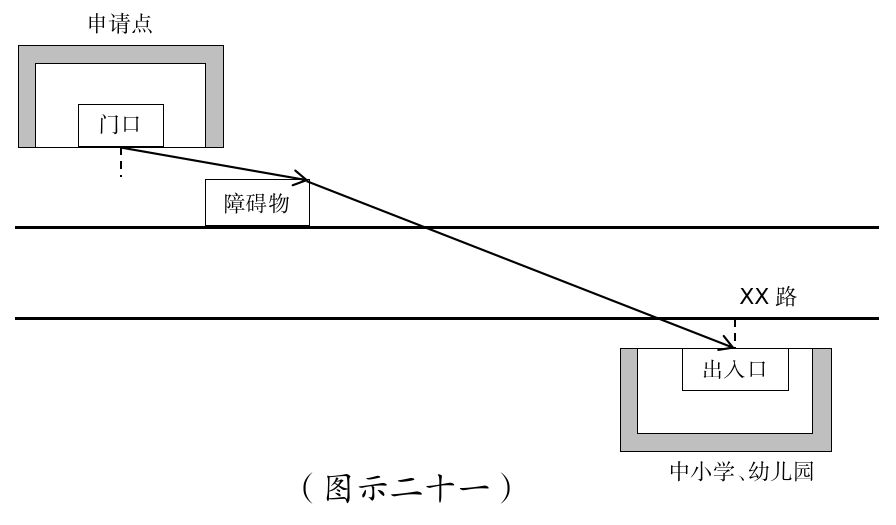 申请点
门口
障碍物
XX 路
出入口
中小学、幼儿园
（图示二十一）